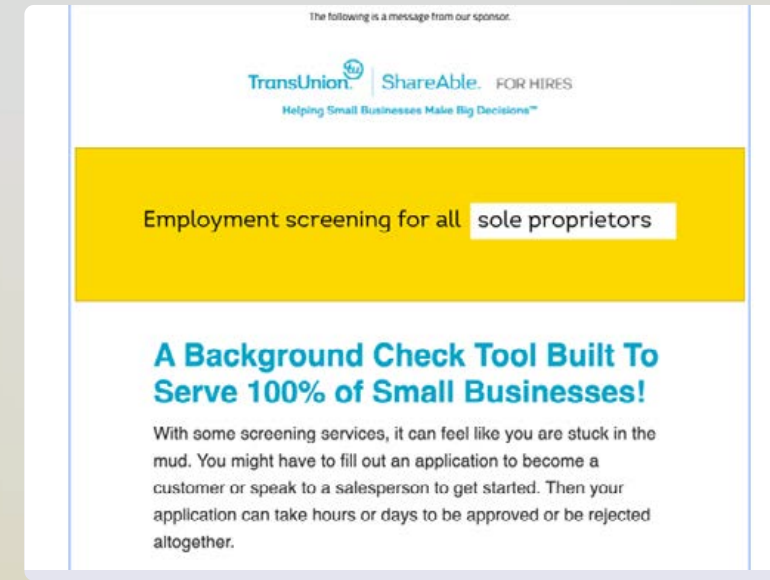 The following is a message from our sponsor.
TransUnion. tu ShareAble. FOR HIRES
Helping Small Businesses Make Big Decisions™
Employment screening for all sole proprietors
A Background Check Tool Built To
Serve 100% of Small Businesses!
With some screening services, it can feel like you are stuck in the
mud. You might have to fill out an application to become a
customer or speak to a salesperson to get started. Then your
application can take hours or days to be approved or be rejected
altogether.